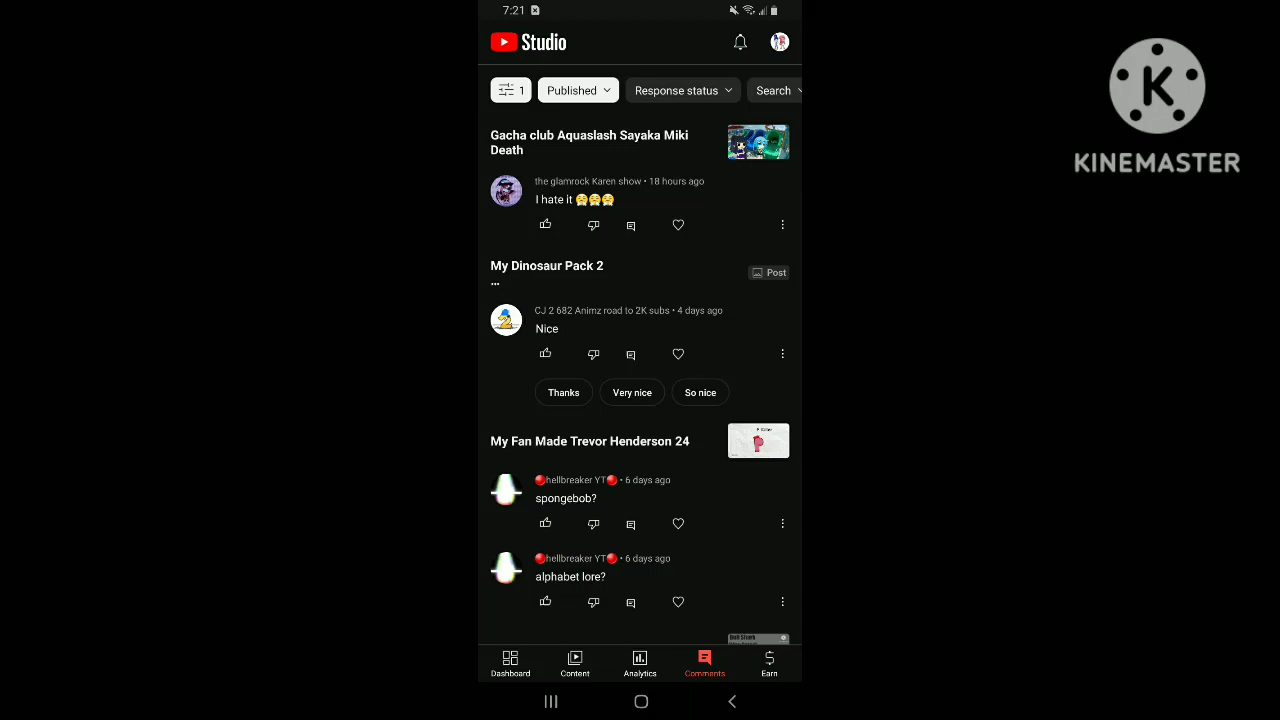 7:21
Studio
1
Published
Response status
Search
Gacha club Aquaslash Sayaka Miki
Death
the glamrock Karen show • 18 hours ago
I hate it 😤😤😤
My Dinosaur Pack 2
...
Post
CJ 2 682 Animz road to 2K subs • 4 days ago
Nice
Thanks
Very nice
So nice
My Fan Made Trevor Henderson 24
🔴hellbreaker YT🔴 • 6 days ago
spongebob?
🔴hellbreaker YT🔴 • 6 days ago
alphabet lore?
Bull Shark
Dashboard
Content
Analytics
Comments
Earn
K
KINEMASTER